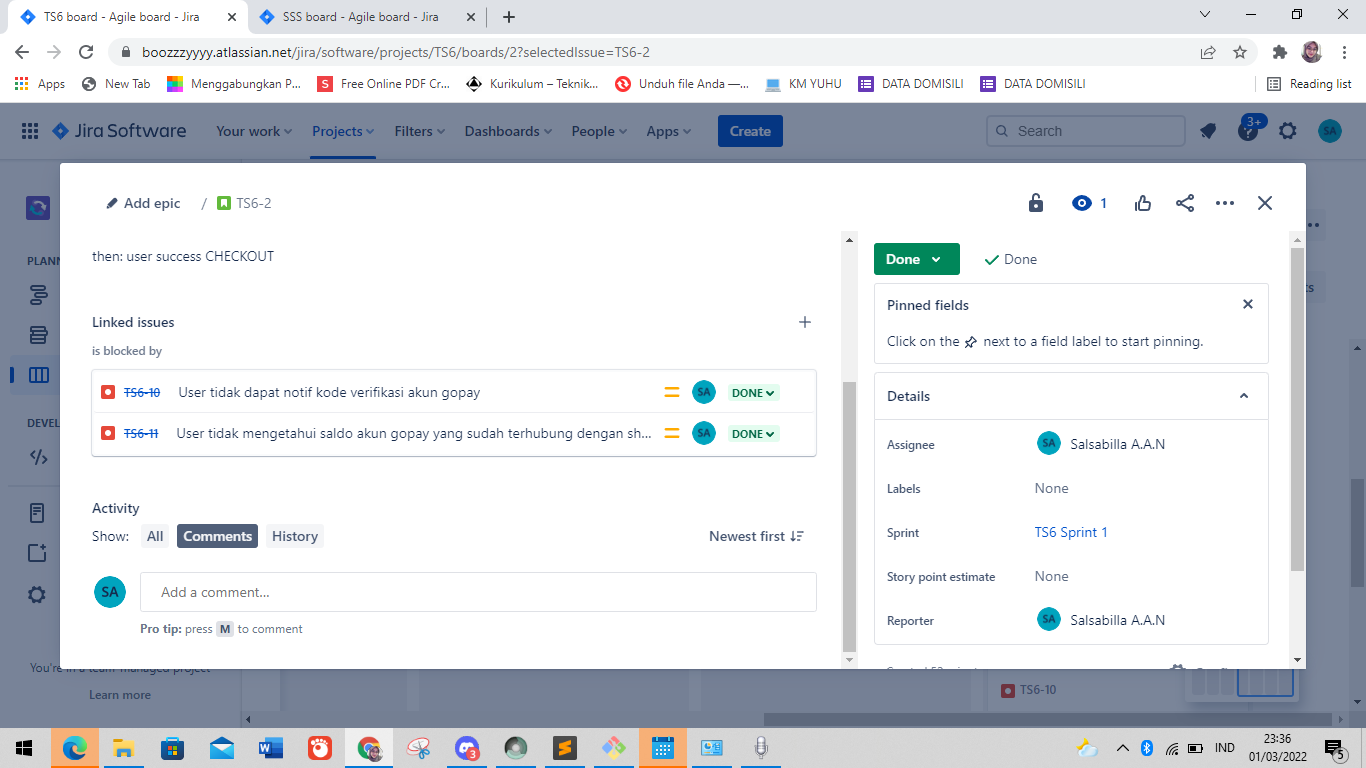 TS6 board - Agile board - Jira
SSS board - Agile board - Jira
boozzzyyyy.atlassian.net/jira/software/projects/TS6/boards/2?selectedIssue=TS6-2
Apps
New Tab
Menggabungkan P...
Free Online PDF Cr...
Kurikulum – Teknik...
Unduh file Anda —...
KM YUHU
DATA DOMISILI
DATA DOMISILI
Reading list
Jira Software
Your work
Projects
Filters
Dashboards
People
Apps
Create
Search
3+
SA
Add epic
/
TS6-2
1
PLANN
DEVEL
then: user success CHECKOUT
Linked issues
is blocked by
TS6-10
User tidak dapat notif kode verifikasi akun gopay
SA
DONE
TS6-11
User tidak mengetahui saldo akun gopay yang sudah terhubung dengan sh...
SA
DONE
Activity
Show:
All
Comments
History
Newest first
SA
Add a comment...
Pro tip: press M to comment
Done
Done
Pinned fields
Click on the next to a field label to start pinning.
Details
Assignee
SA
Salsabilla A.A.N
Labels
None
Sprint
TS6 Sprint 1
Story point estimate
None
Reporter
SA
Salsabilla A.A.N
You're in a team-managed project
Learn more
TS6-10
3
IND
23:36
01/03/2022
5